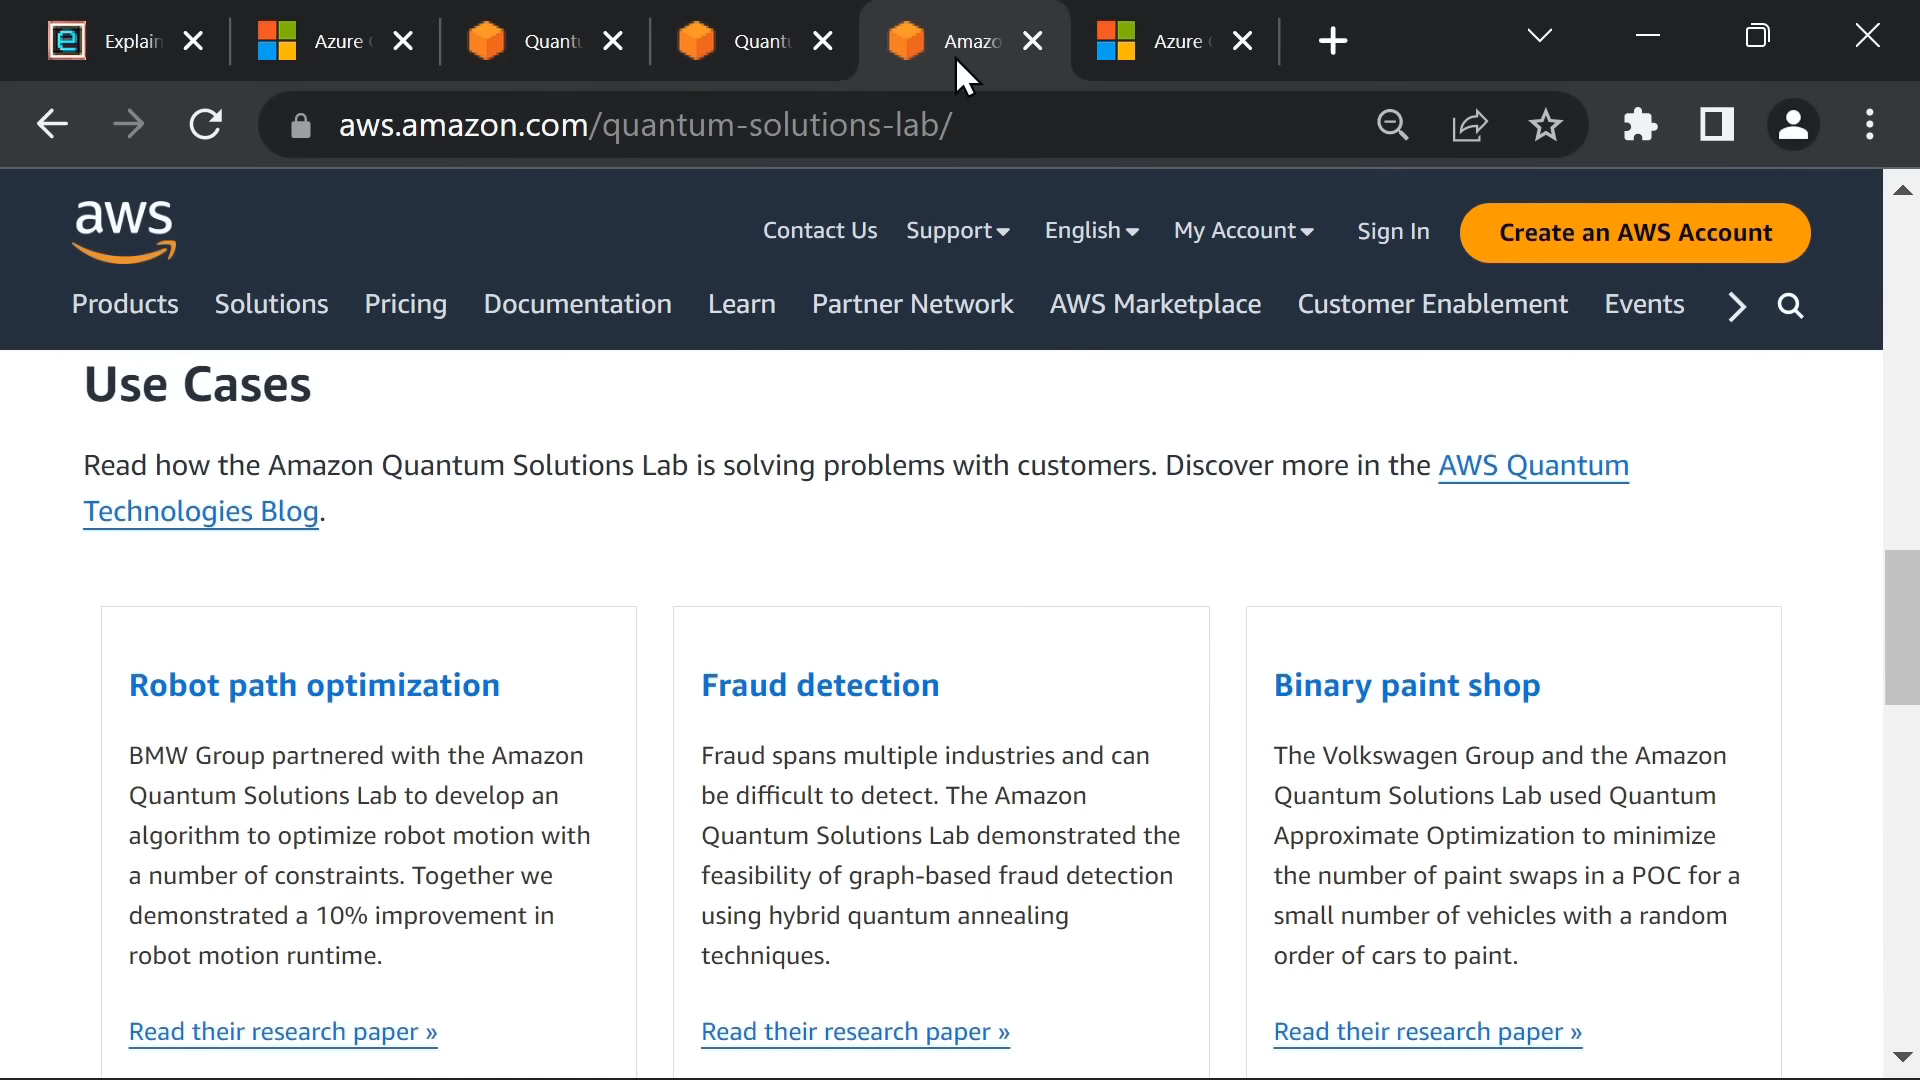 e Explain Azure Quantu Quantu Amazo Azure
aws.amazon.com/quantum-solutions-lab/
aws
Contact Us Support English My Account Sign In Create an AWS Account
Products Solutions Pricing Documentation Learn Partner Network AWS Marketplace Customer Enablement Events
Use Cases
Read how the Amazon Quantum Solutions Lab is solving problems with customers. Discover more in the AWS Quantum
Technologies Blog.
Robot path optimization
BMW Group partnered with the Amazon
Quantum Solutions Lab to develop an
algorithm to optimize robot motion with
a number of constraints. Together we
demonstrated a 10% improvement in
robot motion runtime.
Read their research paper »
Fraud detection
Fraud spans multiple industries and can
be difficult to detect. The Amazon
Quantum Solutions Lab demonstrated the
feasibility of graph-based fraud detection
using hybrid quantum annealing
techniques.
Read their research paper »
Binary paint shop
The Volkswagen Group and the Amazon
Quantum Solutions Lab used Quantum
Approximate Optimization to minimize
the number of paint swaps in a POC for a
small number of vehicles with a random
order of cars to paint.
Read their research paper »